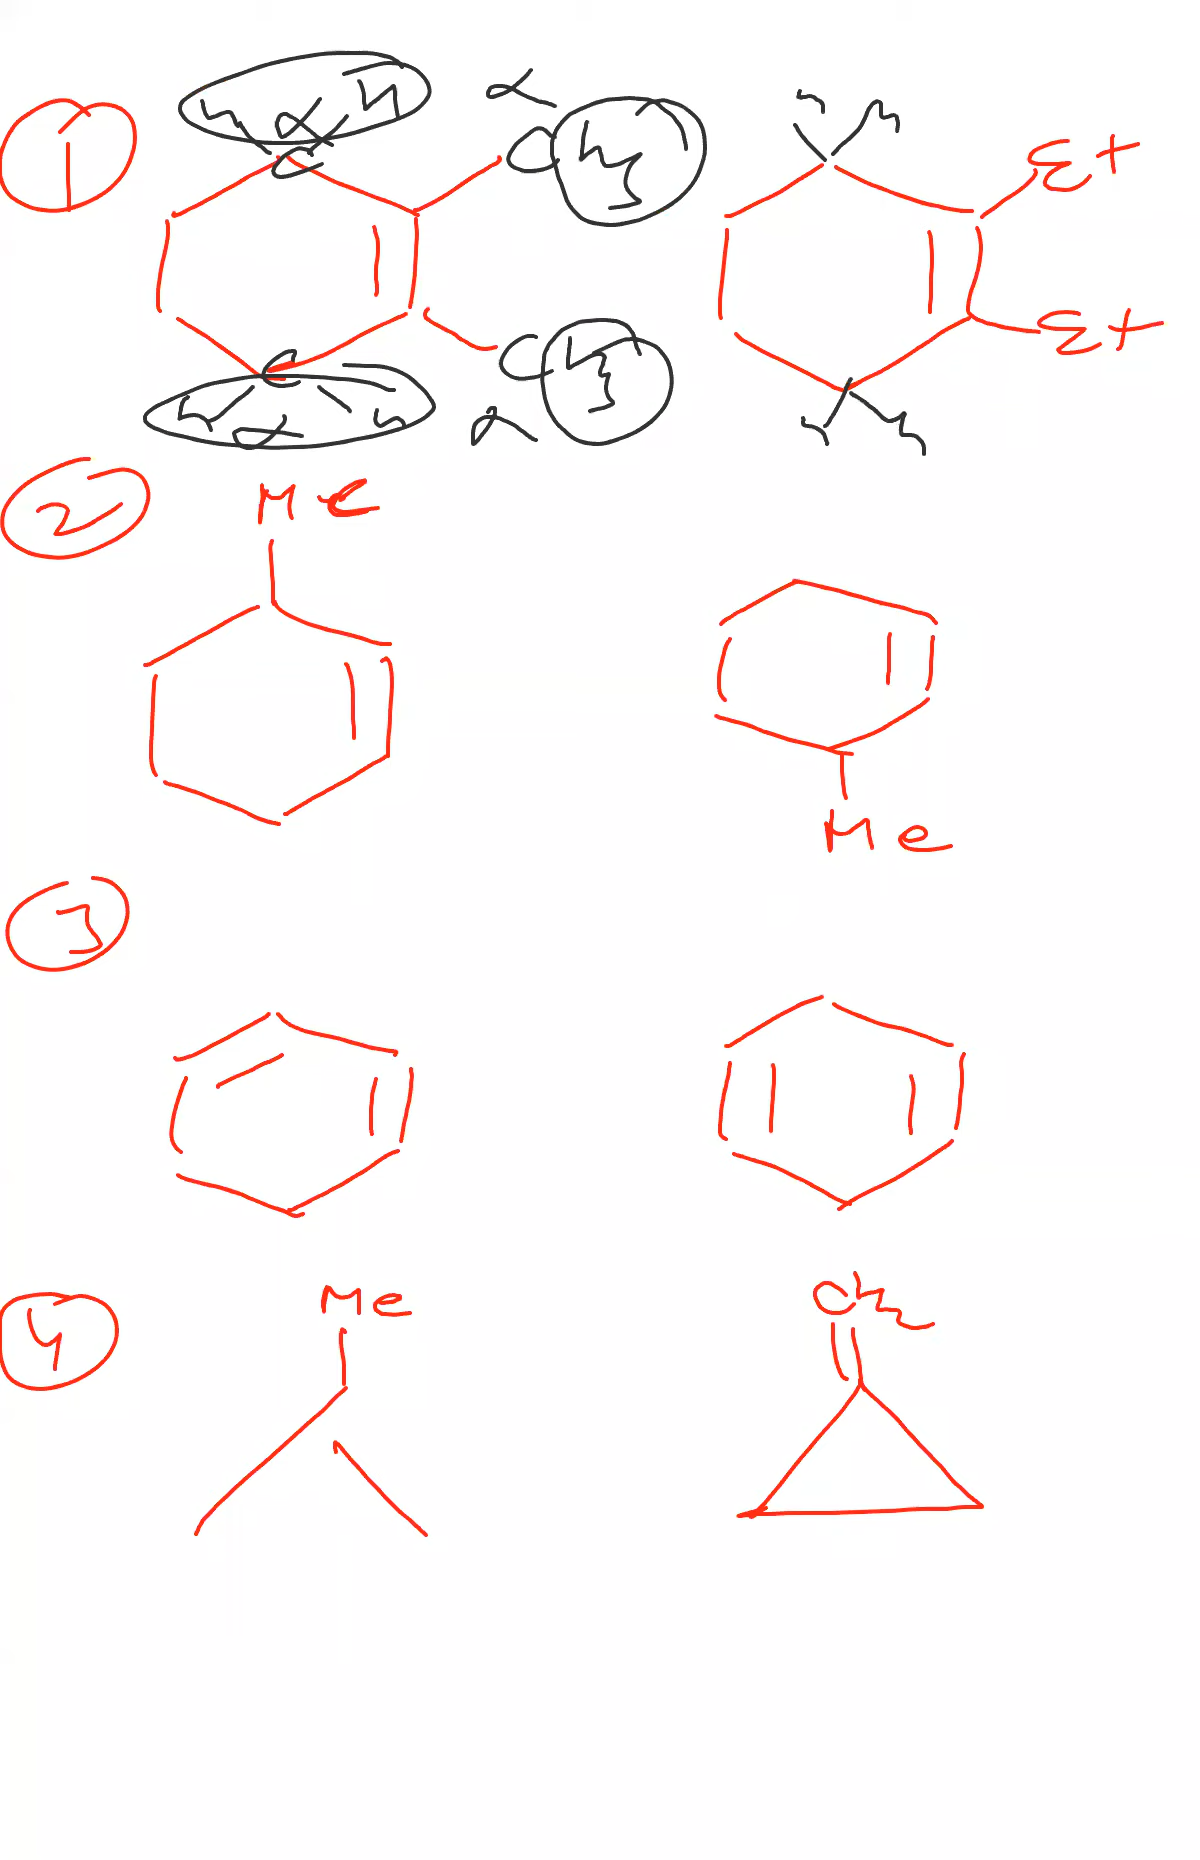 1
H α H α
C CH3 H H Et
C CH3 Et
H α H α H H
2
Me
Me
3
4
Me CH2